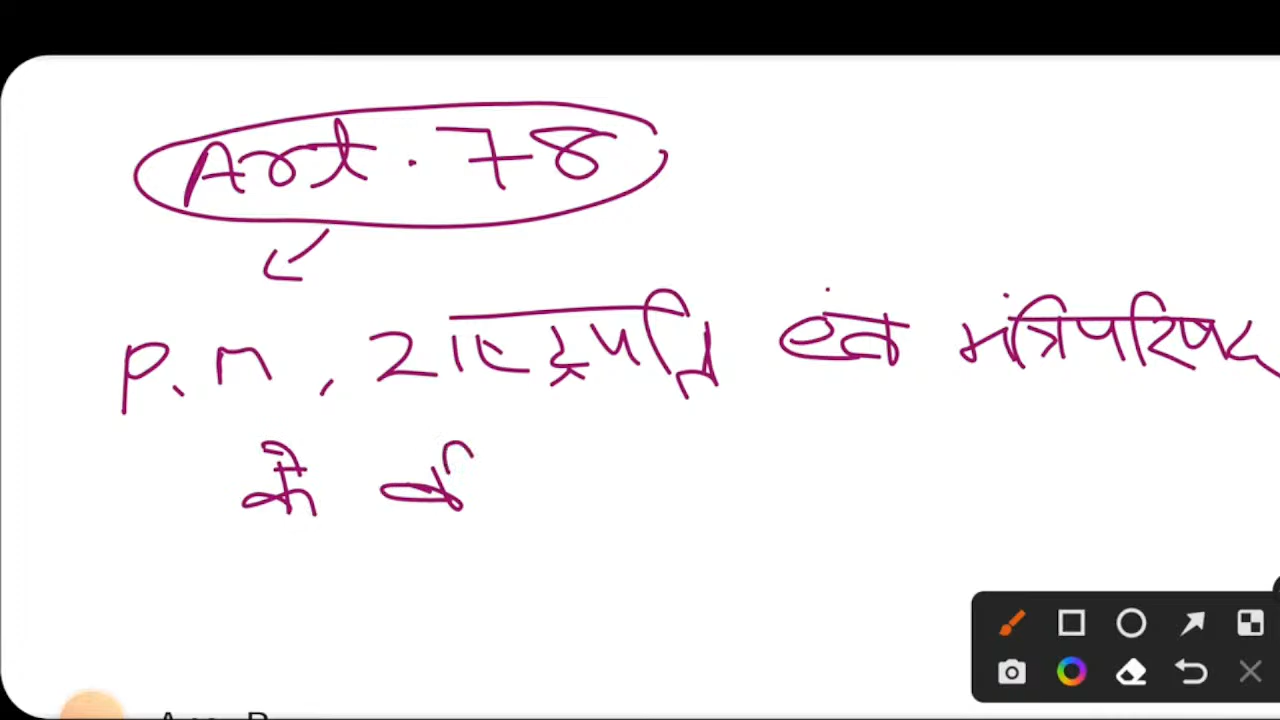 Art. 78
P.M, राष्ट्रपति एवं मंत्रिपरिषद
के